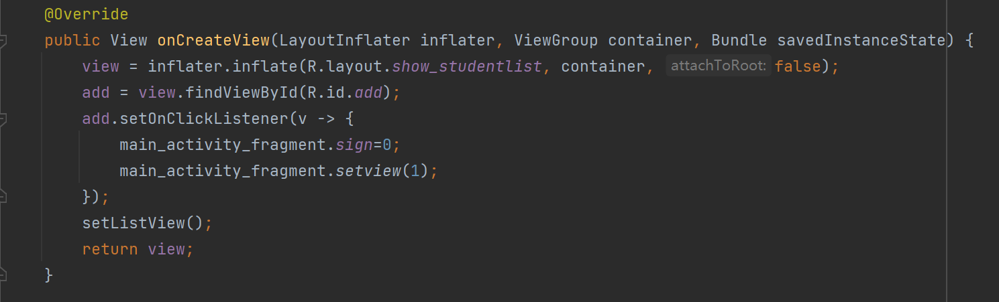 @Override
public View onCreateView(LayoutInflater inflater, ViewGroup container, Bundle savedInstanceState) {
    view = inflater.inflate(R.layout.show_studentlist, container, attachToRoot: false);
    add = view.findViewById(R.id.add);
    add.setOnClickListener(v -> {
        main_activity_fragment.sign=0;
        main_activity_fragment.setview(1);
    });
    setListView();
    return view;
}